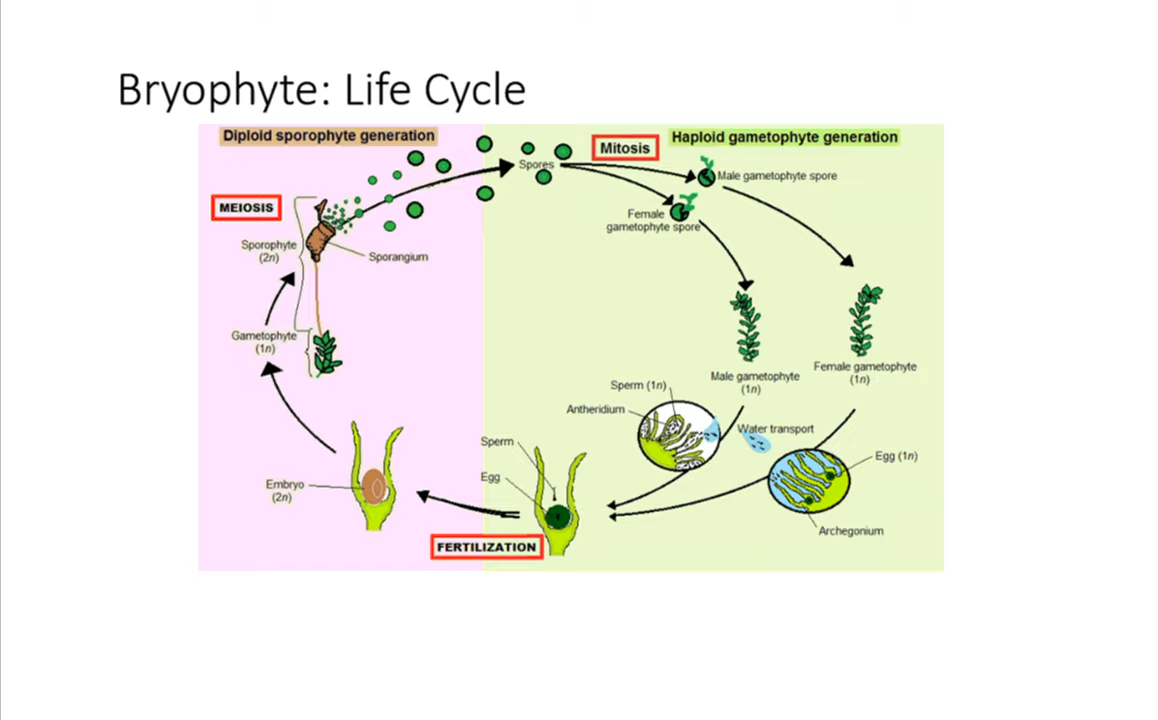 Bryophyte: Life Cycle
Diploid sporophyte generation
Haploid gametophyte generation
Mitosis
Spores
Male gametophyte spore
MEIOSIS
Female
gametophyte spore
Sporophyte
(2n)
Sporangium
Gametophyte
(1n)
Male gametophyte
(1n)
Female gametophyte
(1n)
Sperm (1n)
Antheridium
Water transport
Sperm
Egg
Egg (1n)
Embryo
(2n)
Archegonium
FERTILIZATION